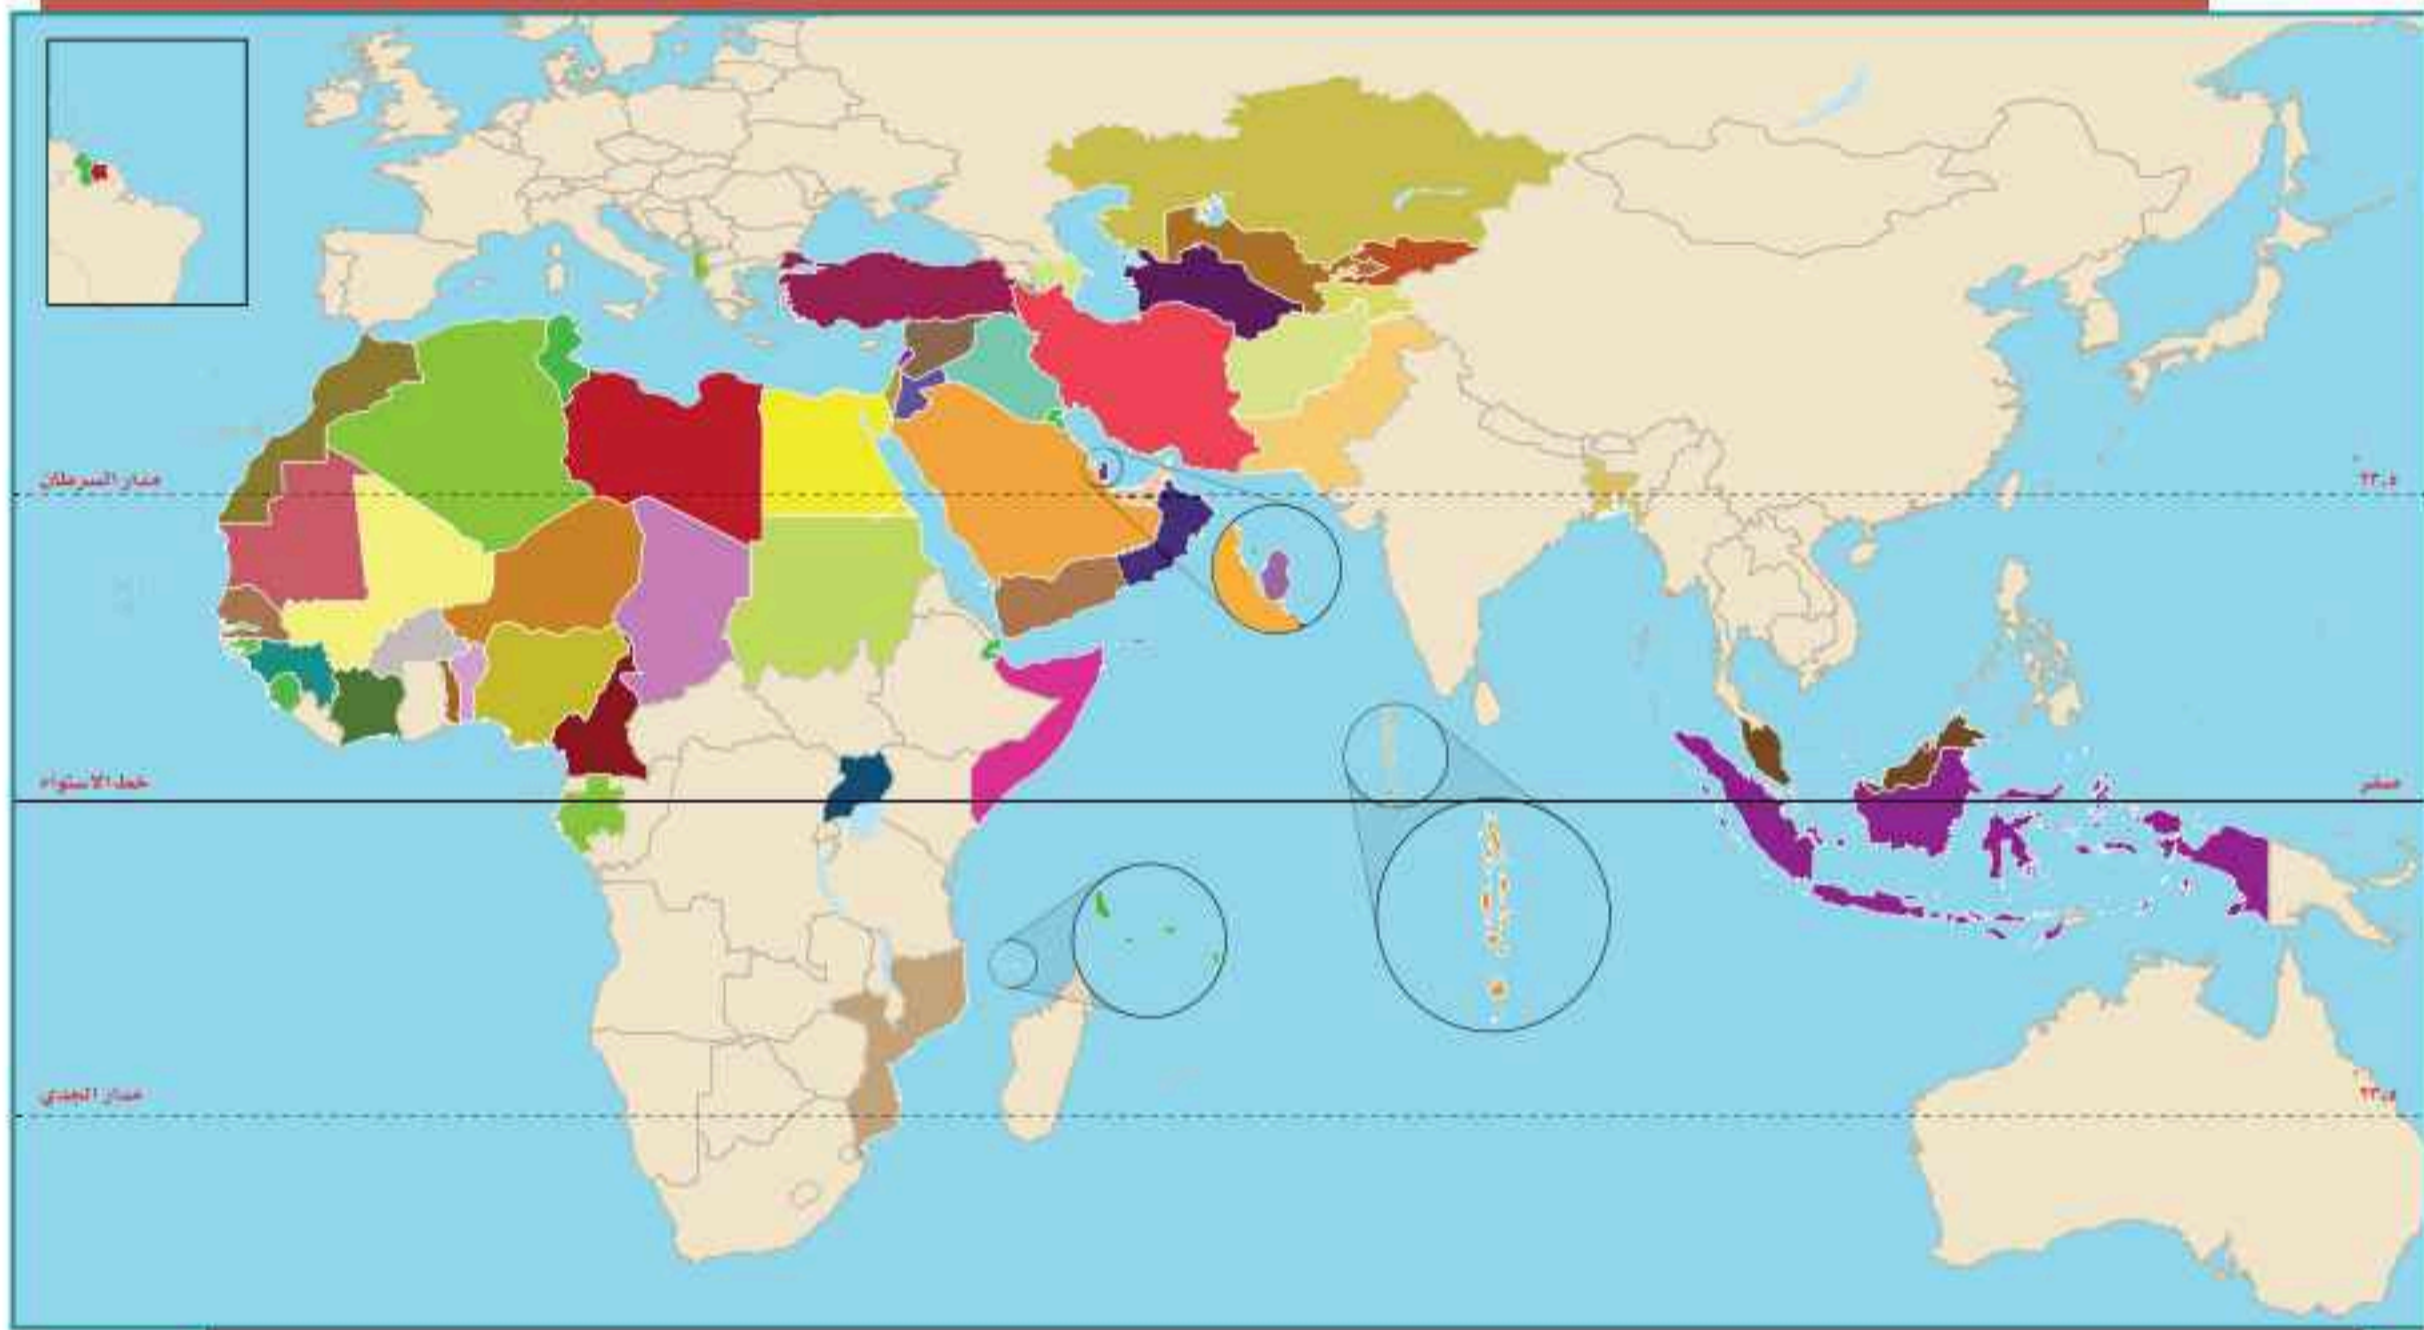 مدار السرطان
٢٣,٥
خط الاستواء
صفر
مدار الجدي
٢٣,٥